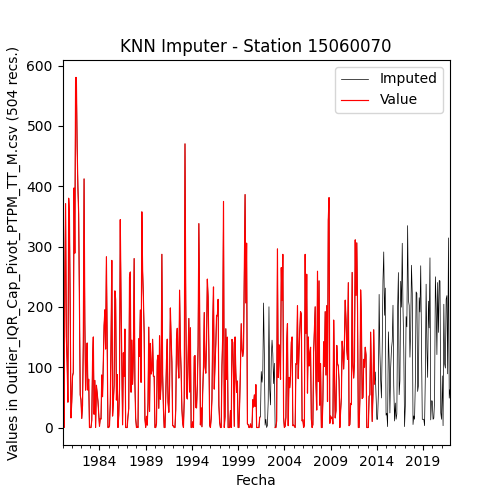 KNN Imputer - Station 15060070
Imputed
Value
Values in Outlier_IQR_Cap_Pivot_PTPM_TT_M.csv (504 recs.)
600
500
400
300
200
100
0
1984 1989 1994 1999 2004 2009 2014 2019
Fecha